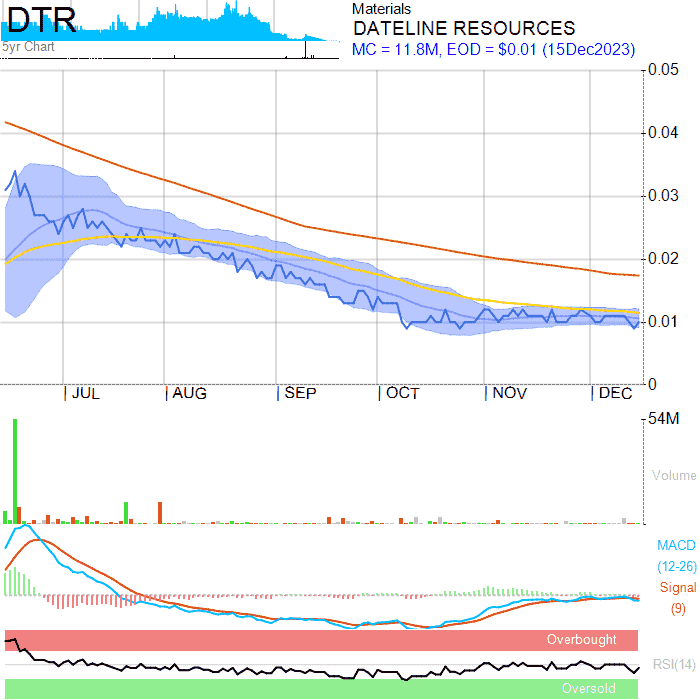 DTR
5yr Chart
Materials
DATELINE RESOURCES
MC = 11.8M, EOD = $0.01 (15Dec2023)
0.05
0.04
0.03
0.02
0.01
0
JUL AUG SEP OCT NOV DEC
54M
Volume
MACD
(12-26)
Signal
(9)
Overbought
RSI(14)
Oversold